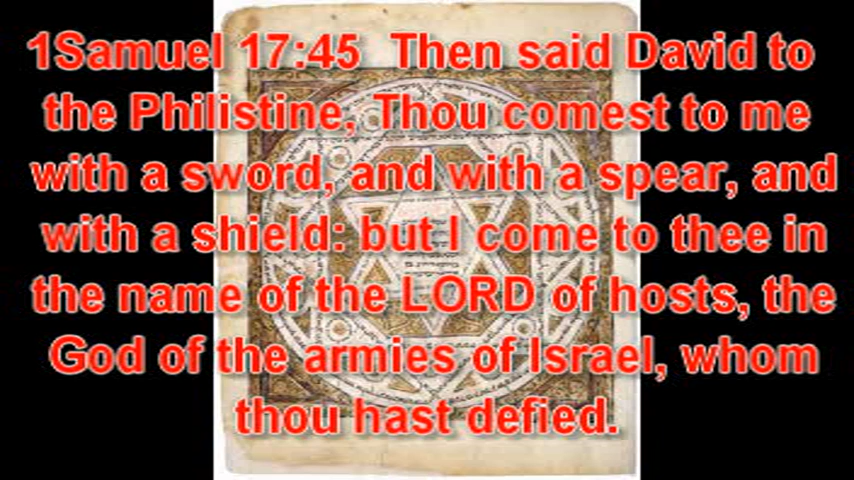 1Samuel 17:45 Then said David to
the Philistine, Thou comest to me
with a sword, and with a spear, and
with a shield: but I come to thee in
the name of the LORD of hosts, the
God of the armies of Israel, whom
thou hast defied.